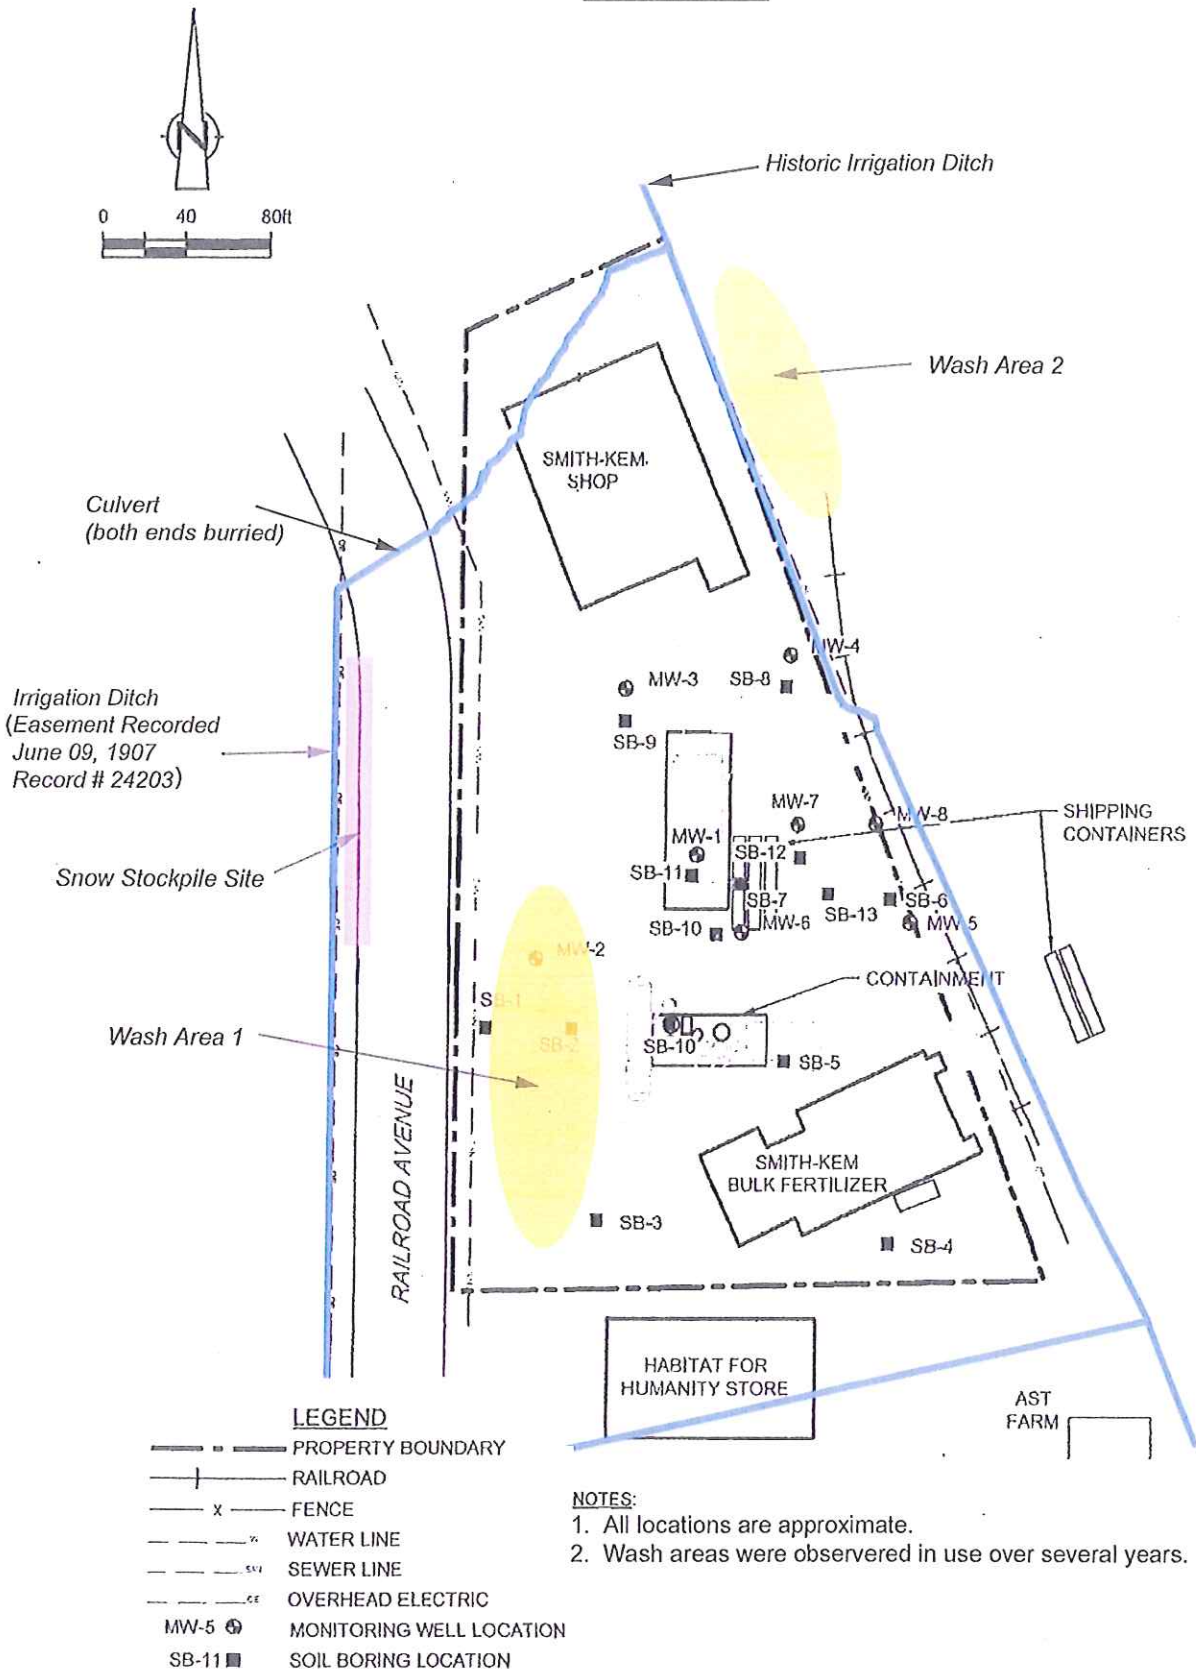 0 40 80ft
Historic Irrigation Ditch
Wash Area 2
SMITH-KEM.
SHOP
Culvert
(both ends burried)
MW-4
MW-3
SB-8
SB-9
Irrigation Ditch
(Easement Recorded
June 09, 1907
Record # 24203)
MW-7
MW-8
SHIPPING
CONTAINERS
MW-1
SB-12
SB-11
SB-7
SB-13
SB-6
Snow Stockpile Site
SB-10
MW-6
MW-5
MW-2
CONTAINMENT
SB-1
SB-2
SB-10
SB-5
Wash Area 1
RAILROAD AVENUE
SMITH-KEM
BULK FERTILIZER
SB-3
SB-4
HABITAT FOR
HUMANITY STORE
AST
FARM
LEGEND
PROPERTY BOUNDARY
RAILROAD
X FENCE
WATER LINE
SEWER LINE
OVERHEAD ELECTRIC
MW-5 MONITORING WELL LOCATION
SB-11 SOIL BORING LOCATION
NOTES:
1. All locations are approximate.
2. Wash areas were observered in use over several years.